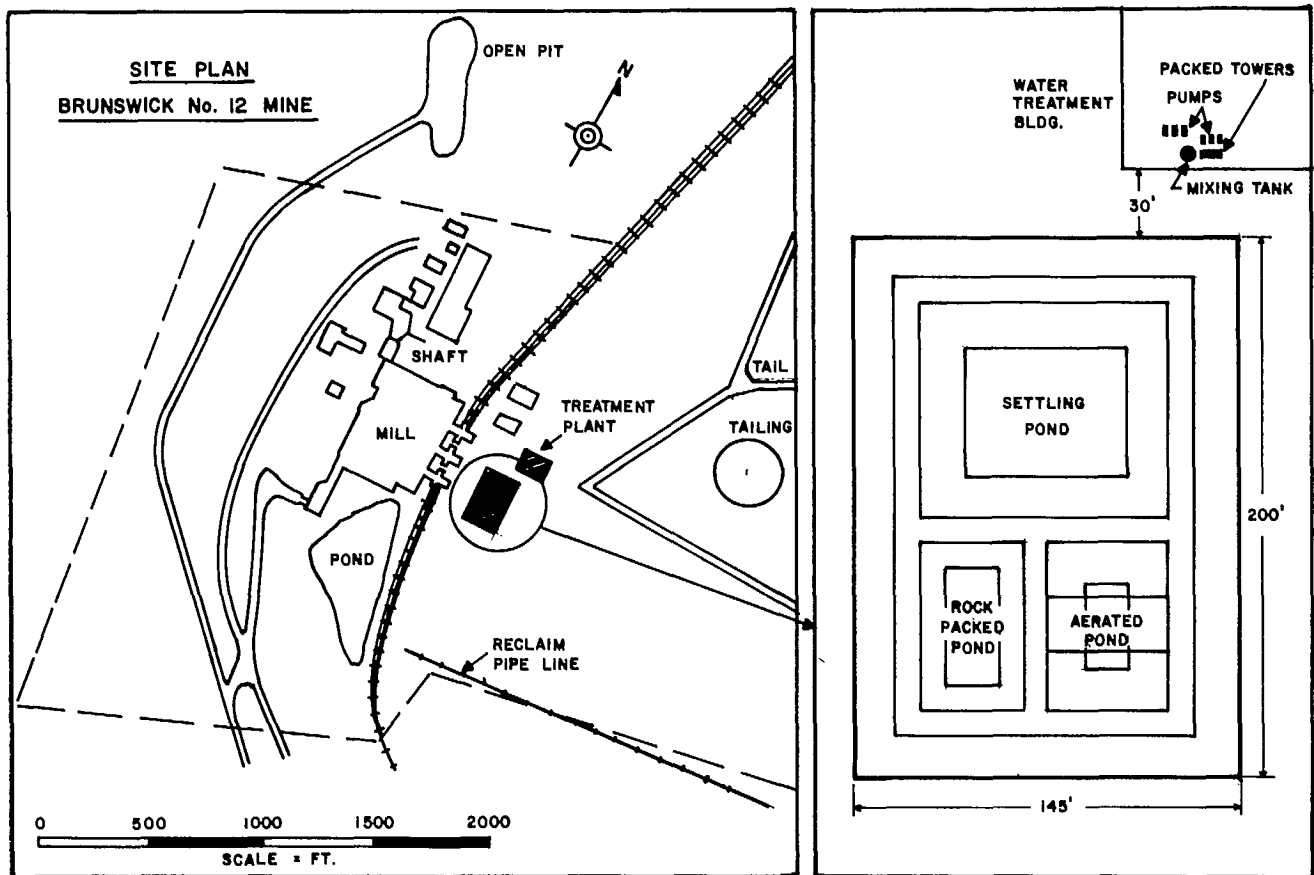 SITE PLAN
BRUNSWICK No. 12 MINE
OPEN PIT
N
SHAFT
MILL
TREATMENT
PLANT
TAIL
TAILING
POND
RECLAIM
PIPE LINE
0 500 1000 1500 2000
SCALE = FT.
WATER
TREATMENT
BLDG.
PACKED TOWERS
PUMPS
MIXING TANK
30'
SETTLING
POND
200'
ROCK
PACKED
POND
AERATED
POND
145'